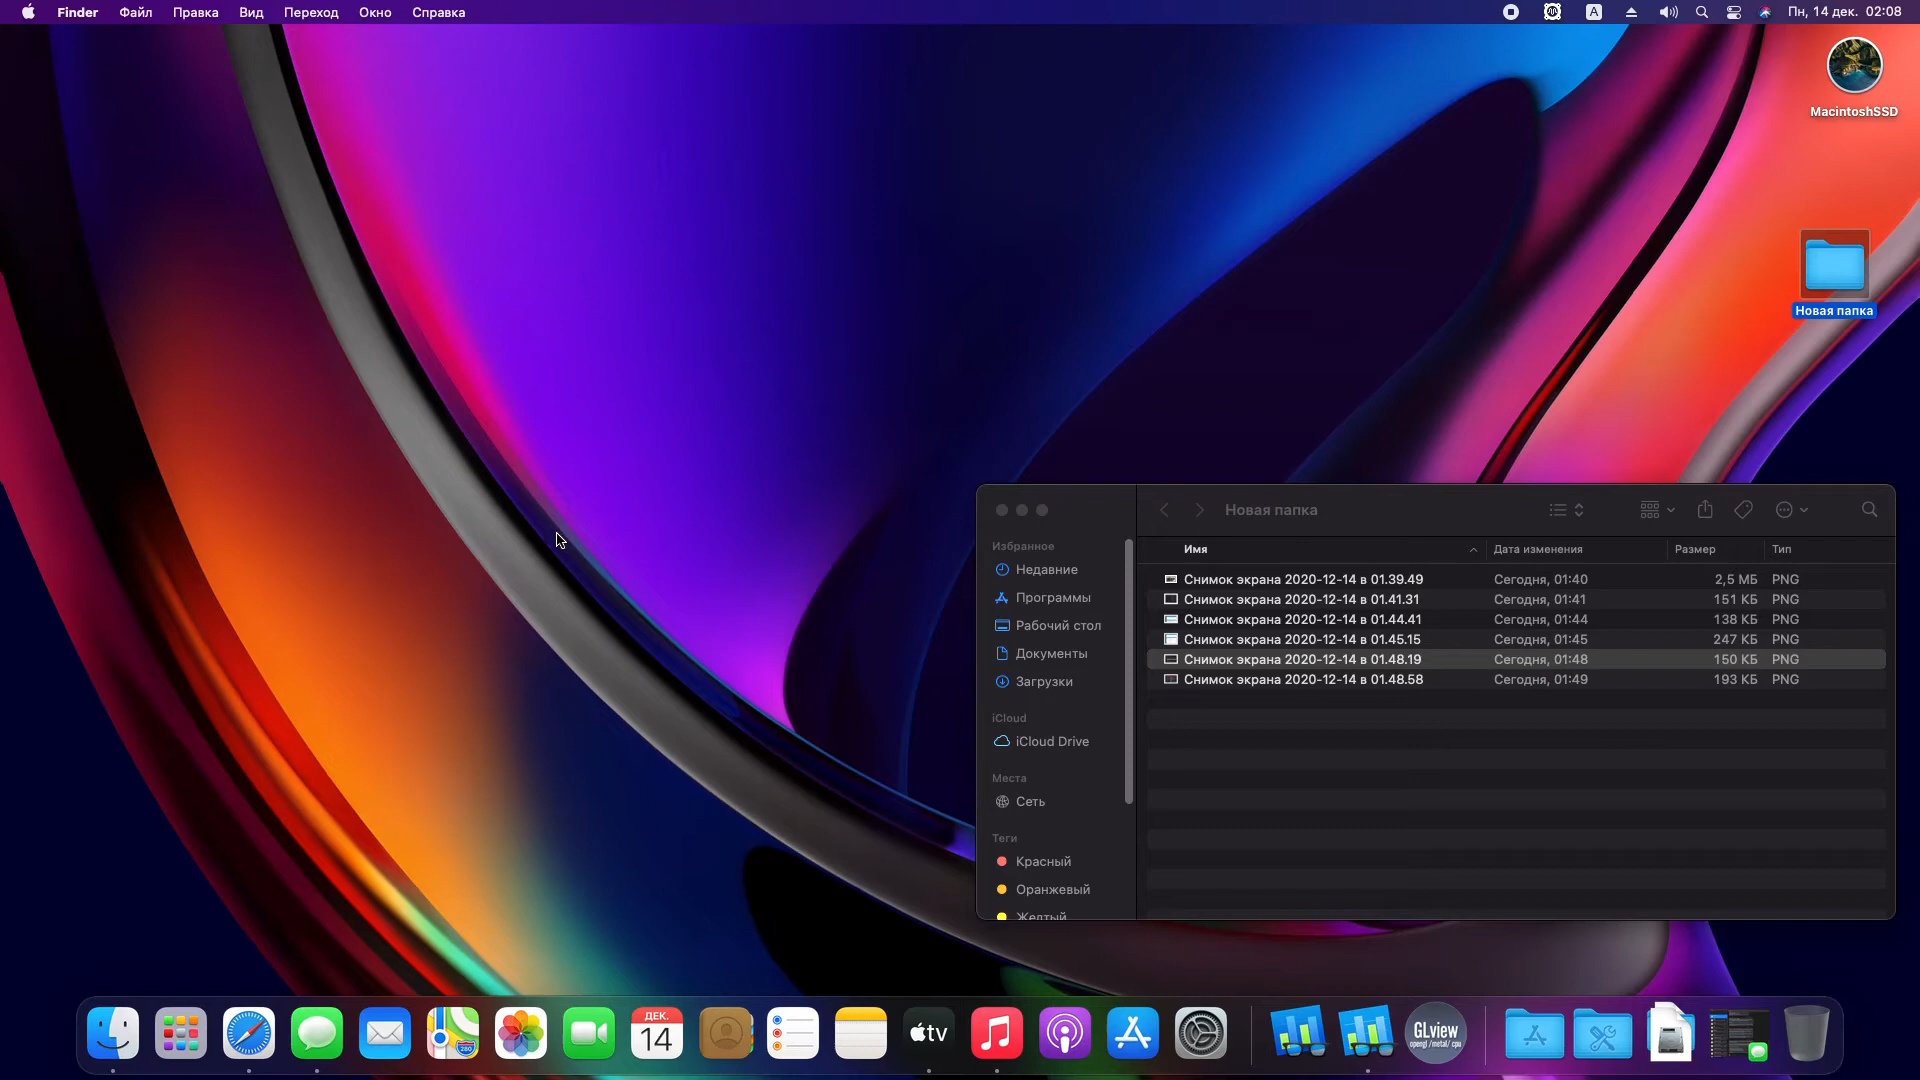 Finder Файл Правка Вид Переход Окно Справка
A
Пн, 14 дек. 02:08
MacintoshSSD
Новая папка
Новая папка
Избранное
Недавние
Программы
Рабочий стол
Документы
Загрузки
iCloud
iCloud Drive
Места
Сеть
Теги
Красный
Оранжевый
Желтый
Имя Дата изменения Размер Тип
Снимок экрана 2020-12-14 в 01.39.49 Сегодня, 01:40 2,5 МБ PNG
Снимок экрана 2020-12-14 в 01.41.31 Сегодня, 01:41 151 КБ PNG
Снимок экрана 2020-12-14 в 01.44.41 Сегодня, 01:44 138 КБ PNG
Снимок экрана 2020-12-14 в 01.45.15 Сегодня, 01:45 247 КБ PNG
Снимок экрана 2020-12-14 в 01.48.19 Сегодня, 01:48 150 КБ PNG
Снимок экрана 2020-12-14 в 01.48.58 Сегодня, 01:49 193 КБ PNG
280
ДЕК.
14
tv
GLview
opengl /metal/ cpu